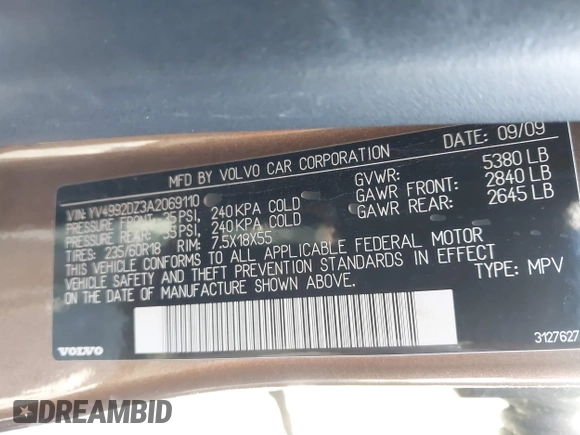 MFD BY VOLVO CAR CORPORATION DATE: 09/09
VIN: YV4992DZ3A2069110 GVWR: 5380 LB
PRESSURE FRONT: 35 PSI, 240 KPA COLD GAWR FRONT: 2840 LB
PRESSURE REAR: 35 PSI, 240 KPA COLD GAWR REAR: 2645 LB
TIRES: 235/60R18 RIM: 7.5X18X55
THIS VEHICLE CONFORMS TO ALL APPLICABLE FEDERAL MOTOR
VEHICLE SAFETY AND THEFT PREVENTION STANDARDS IN EFFECT
ON THE DATE OF MANUFACTURE SHOWN ABOVE. TYPE: MPV
VOLVO 3127627
DREAMBID